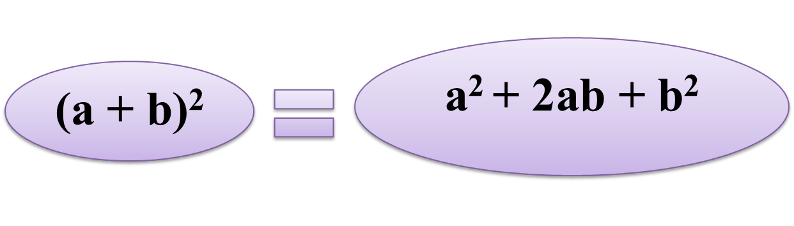 (a + b)² = a² + 2ab + b²